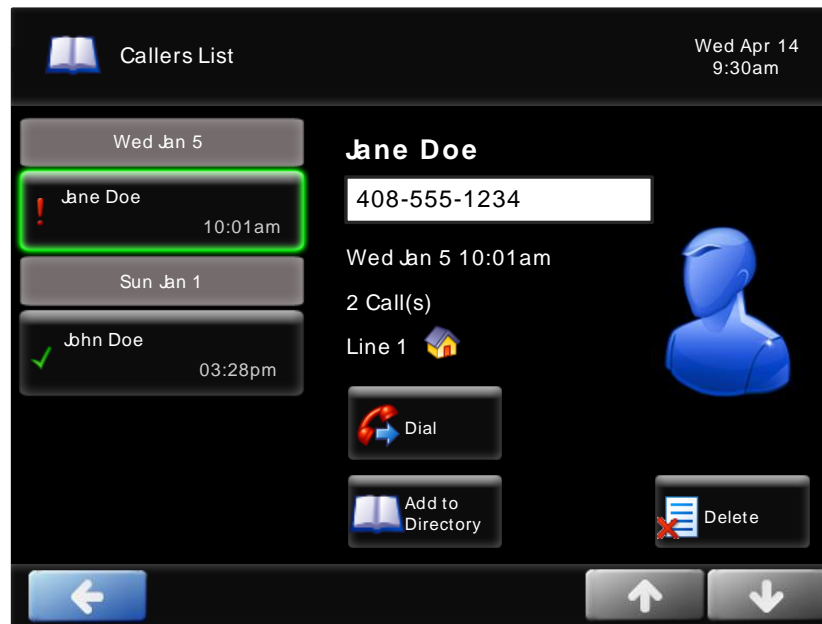 Callers List
Wed Apr 14
9:30am
Wed Jan 5
Jane Doe
10:01am
Sun Jan 1
John Doe
03:28pm
Jane Doe
408-555-1234
Wed Jan 5 10:01am
2 Call(s)
Line 1
Dial
Add to
Directory
Delete